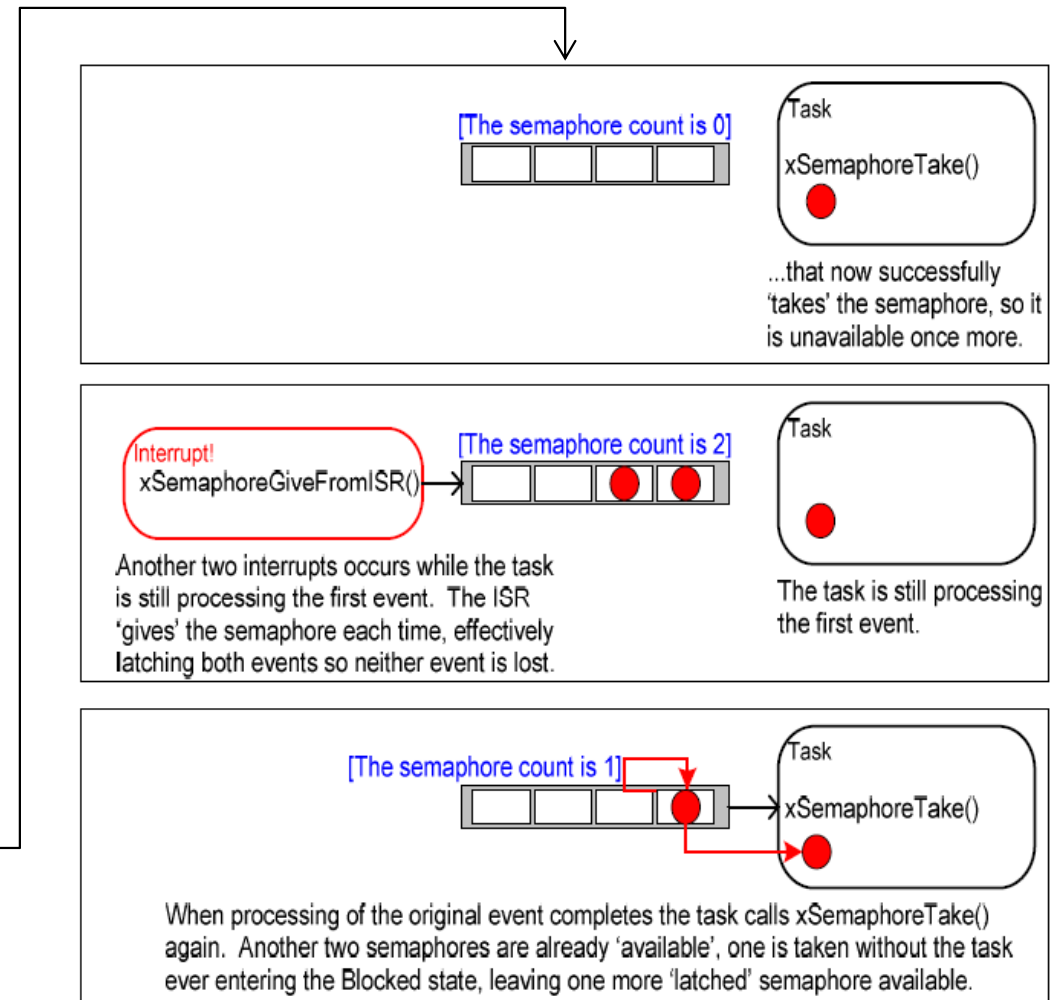 [The semaphore count is 0]
Task
xSemaphoreTake()
...that now successfully
'takes' the semaphore, so it
is unavailable once more.
Interrupt!
xSemaphoreGiveFromISR()
[The semaphore count is 2]
Task
Another two interrupts occurs while the task
is still processing the first event. The ISR
'gives' the semaphore each time, effectively
latching both events so neither event is lost.
The task is still processing
the first event.
[The semaphore count is 1]
Task
xSemaphoreTake()
When processing of the original event completes the task calls xSemaphoreTake()
again. Another two semaphores are already 'available', one is taken without the task
ever entering the Blocked state, leaving one more 'latched' semaphore available.